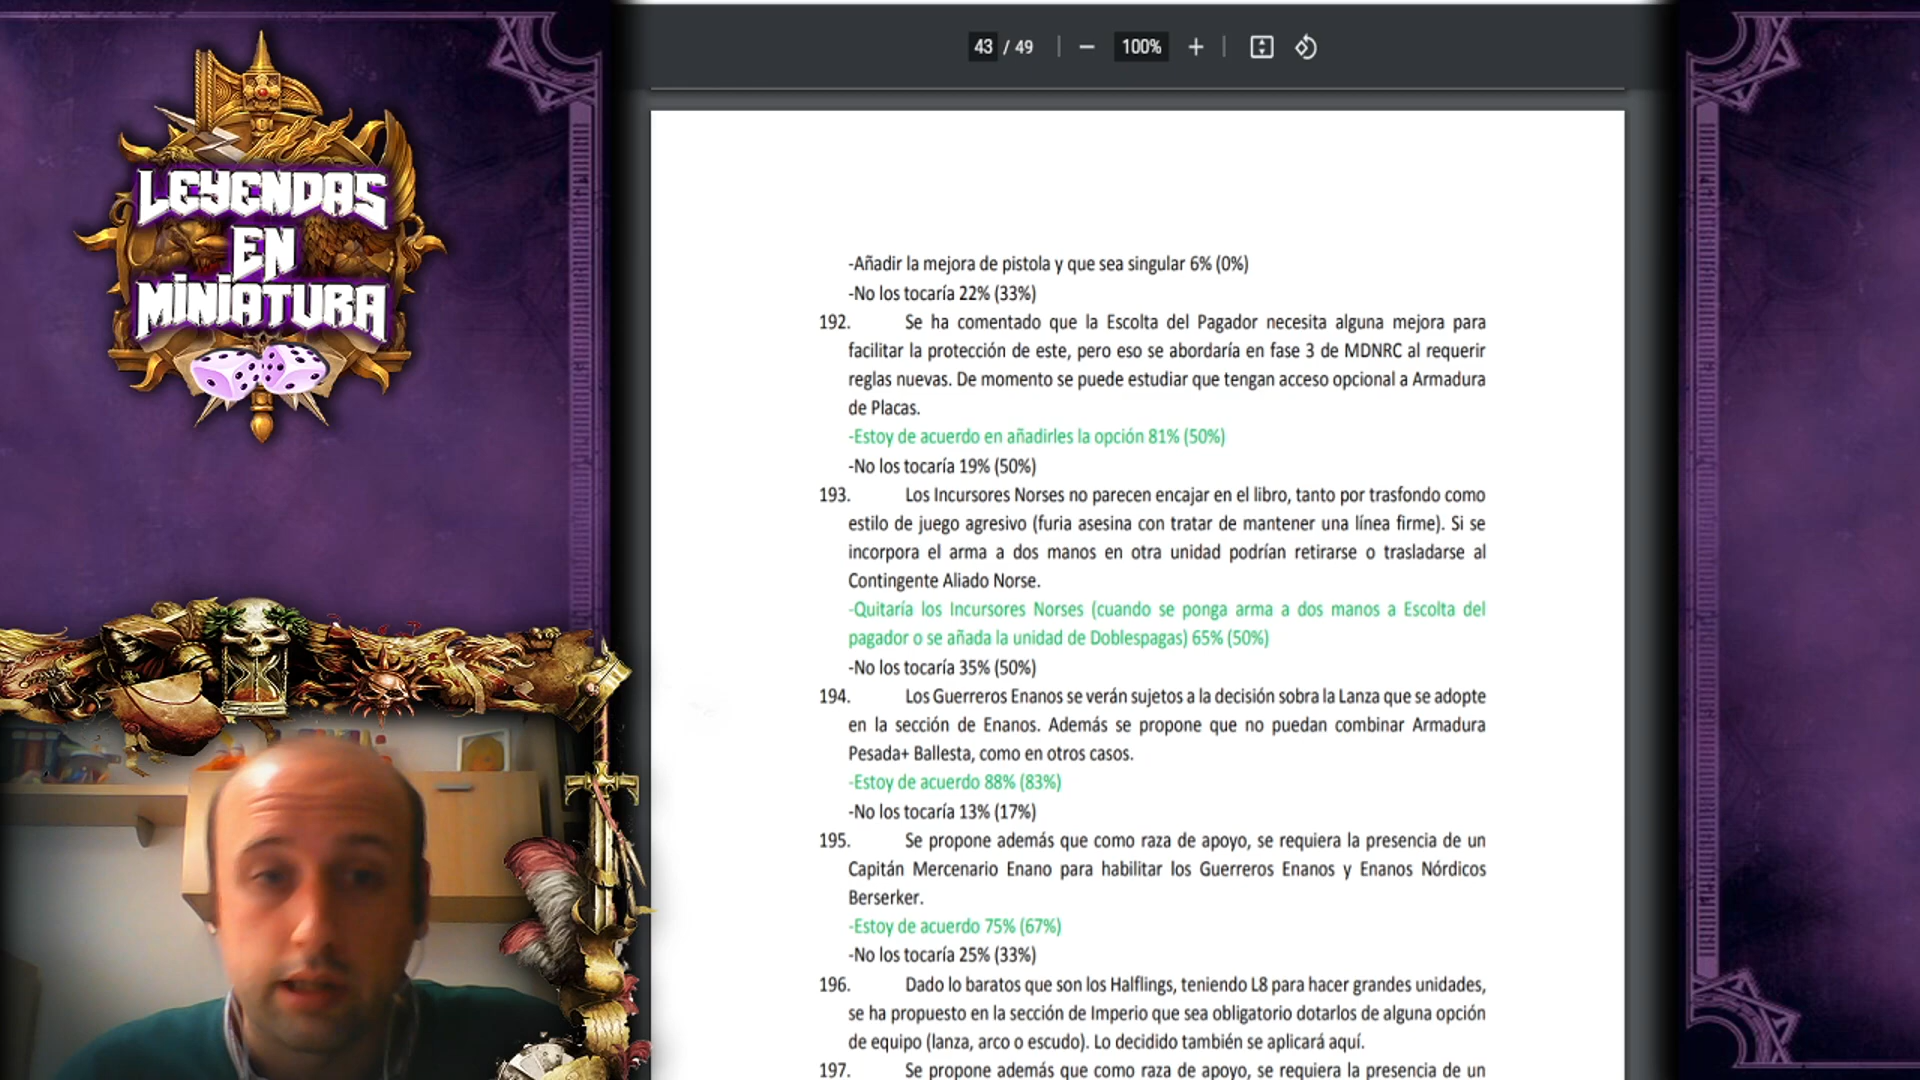 LEYENDAS
EN
MINIATURA
43 / 49
100%
-Añadir la mejora de pistola y que sea singular 6% (0%)
-No los tocaría 22% (33%)
192. Se ha comentado que la Escolta del Pagador necesita alguna mejora para
facilitar la protección de este, pero eso se abordaría en fase 3 de MDNRC al requerir
reglas nuevas. De momento se puede estudiar que tengan acceso opcional a Armadura
de Placas.
-Estoy de acuerdo en añadirles la opción 81% (50%)
-No los tocaría 19% (50%)
193. Los Incursores Norses no parecen encajar en el libro, tanto por trasfondo como
estilo de juego agresivo (furia asesina con tratar de mantener una línea firme). Si se
incorpora el arma a dos manos en otra unidad podrían retirarse o trasladarse al
Contingente Aliado Norse.
-Quitaría los Incursores Norses (cuando se ponga arma a dos manos a Escolta del
pagador o se añada la unidad de Doblespagas) 65% (50%)
-No los tocaría 35% (50%)
194. Los Guerreros Enanos se verán sujetos a la decisión sobra la Lanza que se adopte
en la sección de Enanos. Además se propone que no puedan combinar Armadura
Pesada+ Ballesta, como en otros casos.
-Estoy de acuerdo 88% (83%)
-No los tocaría 13% (17%)
195. Se propone además que como raza de apoyo, se requiera la presencia de un
Capitán Mercenario Enano para habilitar los Guerreros Enanos y Enanos Nórdicos
Berserker.
-Estoy de acuerdo 75% (67%)
-No los tocaría 25% (33%)
196. Dado lo baratos que son los Halflings, teniendo L8 para hacer grandes unidades,
se ha propuesto en la sección de Imperio que sea obligatorio dotarlos de alguna opción
de equipo (lanza, arco o escudo). Lo decidido también se aplicará aquí.
197. Se propone además que como raza de apoyo, se requiera la presencia de un